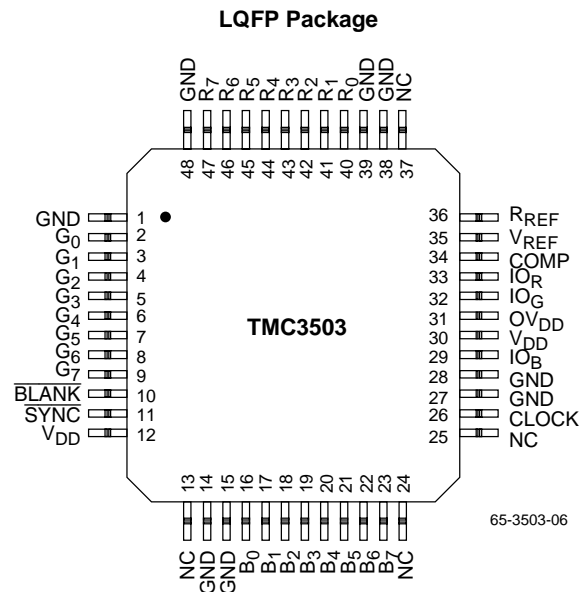 LQFP Package
GND R7 R6 R5 R4 R3 R2 R1 R0 GND GND NC
48 47 46 45 44 43 42 41 40 39 38 37
GND 1
G0 2
G1 3
G2 4
G3 5
G4 6
G5 7
G6 8
G7 9
BLANK 10
SYNC 11
VDD 12
TMC3503
36 RREF
35 VREF
34 COMP
33 IOR
32 IOG
31 OVDD
30 VDD
29 IOB
28 GND
27 GND
26 CLOCK
25 NC
13 14 15 16 17 18 19 20 21 22 23 24
NC GND GND B0 B1 B2 B3 B4 B5 B6 B7 NC
65-3503-06